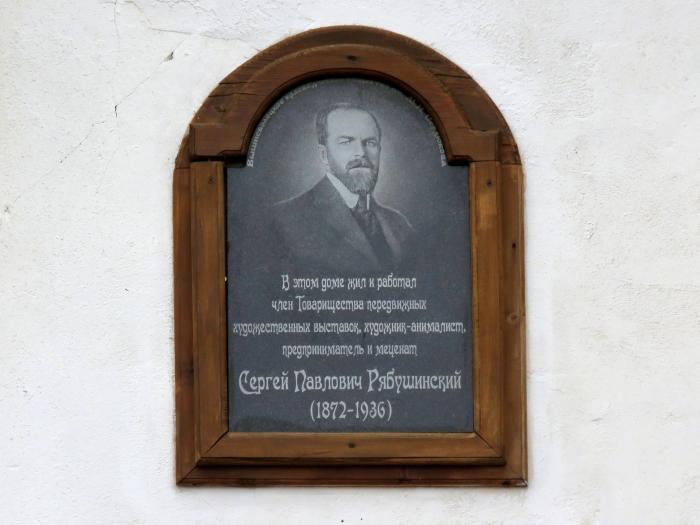 В этом доме жил и работал
член Товарищества передвижных
художественных выставок, художник-анималист,
предприниматель и меценат
Сергей Павлович Рябушинский
(1872-1936)